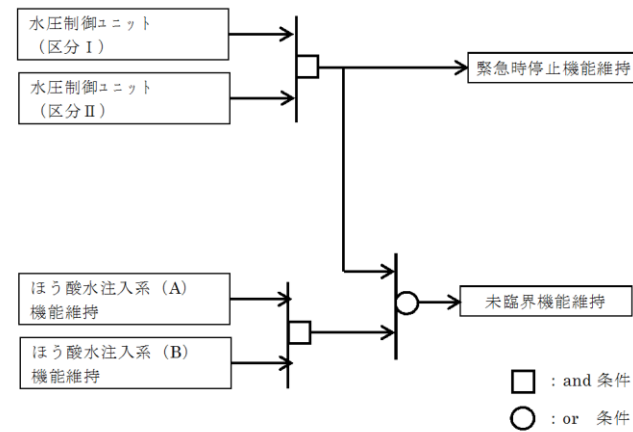 水圧制御ユニット
（区分Ⅰ）
緊急時停止機能維持
水圧制御ユニット
（区分Ⅱ）
ほう酸水注入系（A）
機能維持
未臨界機能維持
ほう酸水注入系（B）
機能維持
：and 条件
：or 条件